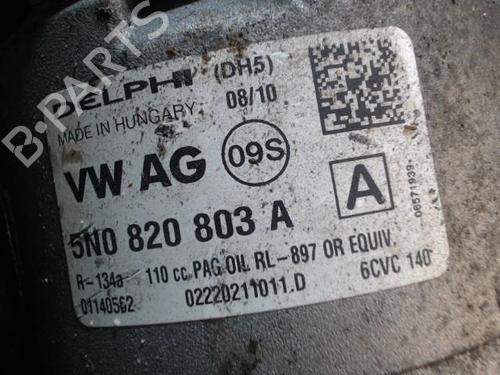 B-PARTS
DELPHI (DH5)
MADE IN HUNGARY 08/10
VW AG 09S
A
5N0 820 803 A
06571939
R-134a 110 cc PAG OIL RL-897 OR EQUIV.
01140562 02220211011.D 6CVC 140